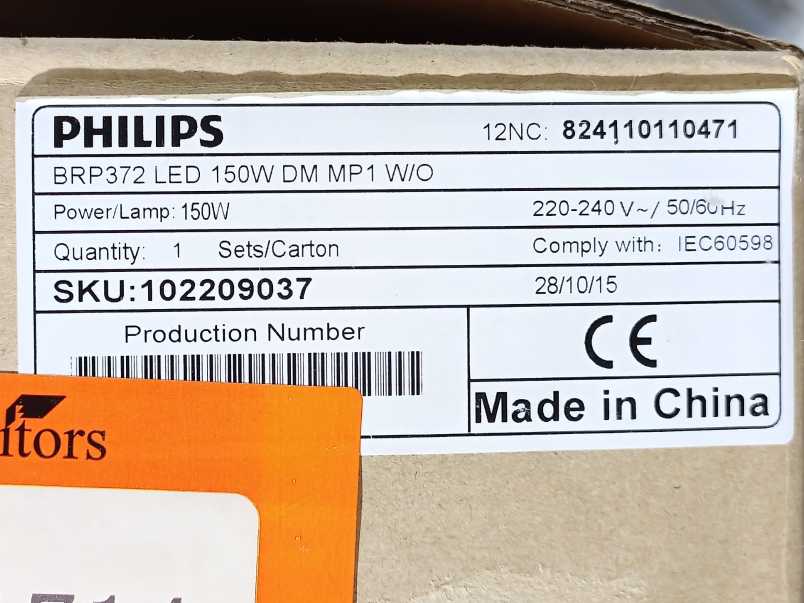 PHILIPS
12NC: 824110110471
BRP372 LED 150W DM MP1 W/O
Power/Lamp: 150W
220-240 V~/ 50/60Hz
Quantity: 1 Sets/Carton
Comply with: IEC60598
SKU:102209037
28/10/15
Production Number
CE
Made in China
itors